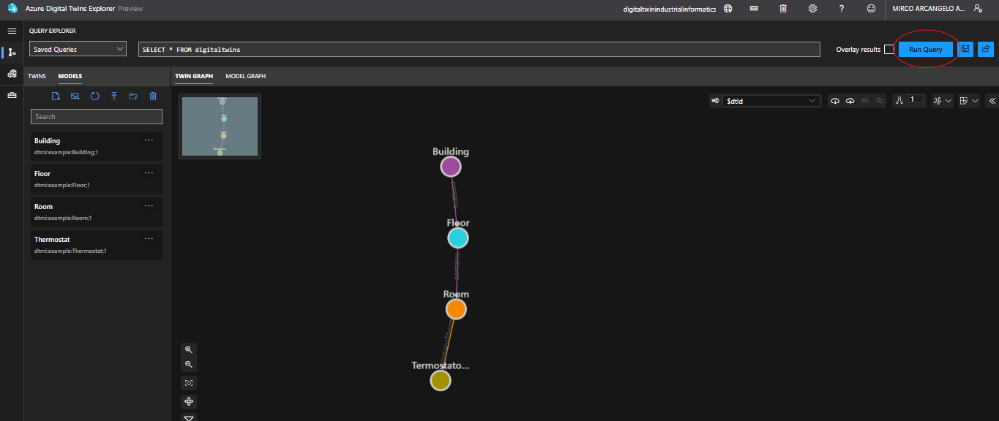 Azure Digital Twins Explorer Preview
digitaltwinindustrialinformatics
MIRCO ARCANGELO A...
QUERY EXPLORER
Saved Queries
SELECT * FROM digitaltwins
Overlay results
Run Query
TWINS
MODELS
TWIN GRAPH
MODEL GRAPH
Search
$dtId
1
Building
dtmi:example:Building;1
Floor
dtmi:example:Floor;1
Room
dtmi:example:Room;1
Thermostat
dtmi:example:Thermostat;1
Building
Floor
Room
Termostato...